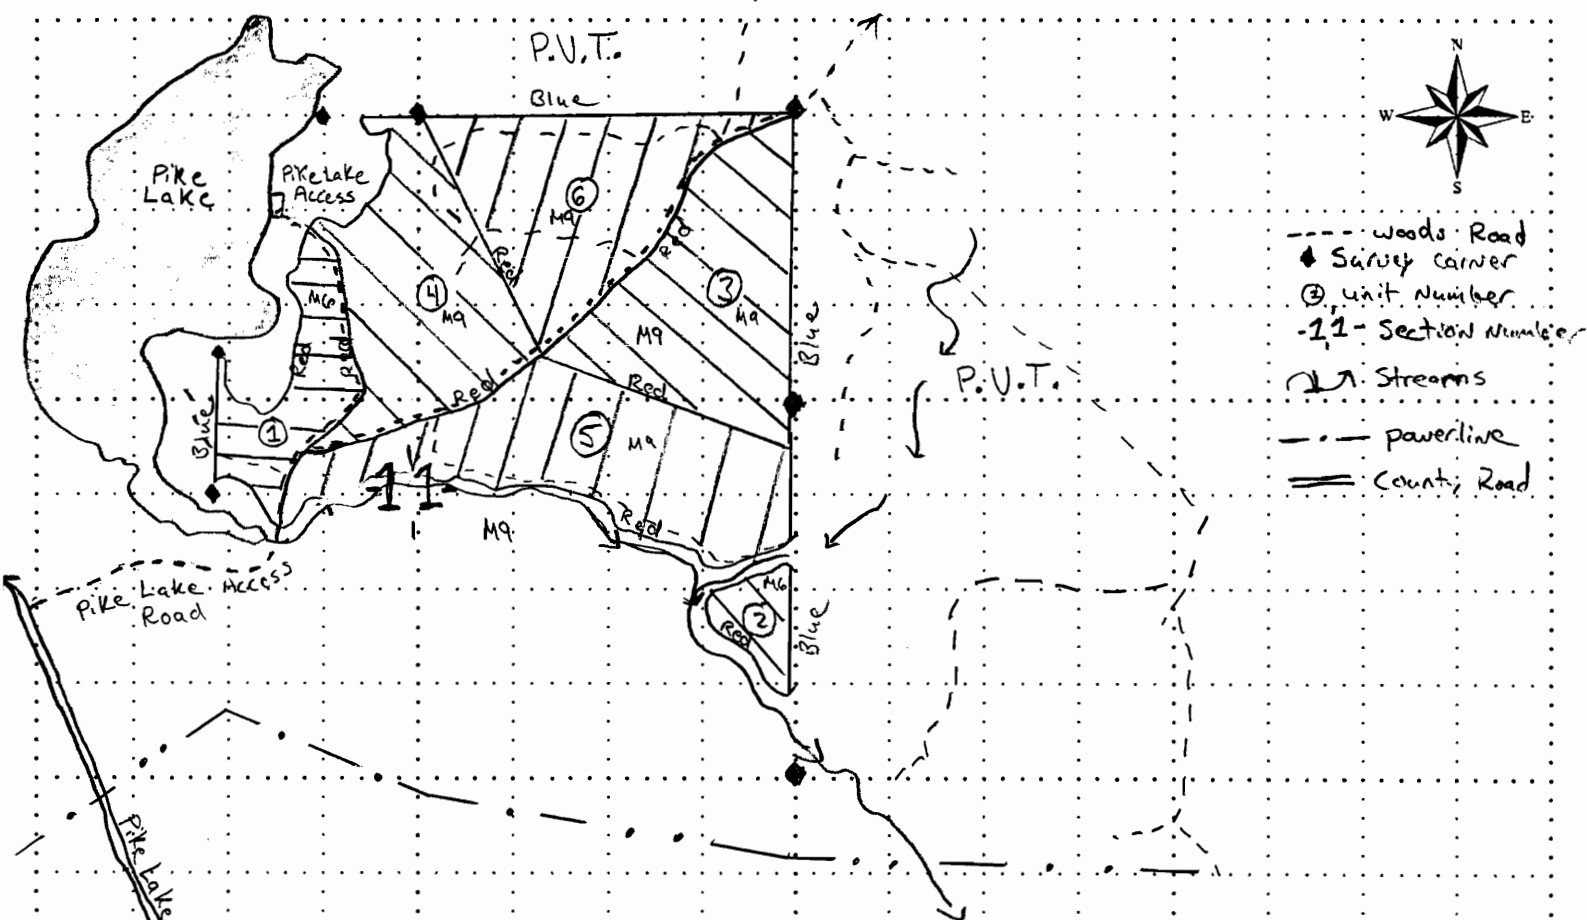 P.V.T.
Blue
N
W
E
S
Pike
Lake
Pike Lake
Access
6
M9
Red
Red
4
M9
3
M9
M9
Blue
M6
Red
Red
Red
Red
P.V.T.
Blue
1
5
M9
-11-
M9
Red
M6
2
Red
Blue
Pike Lake Access
Road
Pike Lake
woods Road
Survey Corner
2 unit Number
-11- Section Number
Streams
powerline
County Road